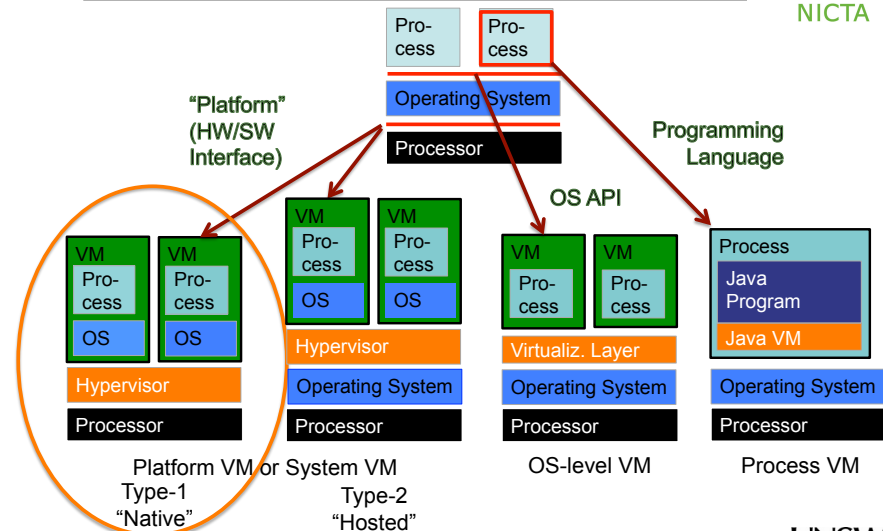 NICTA
Pro-
cess
Pro-
cess
Operating System
Processor
“Platform”
(HW/SW
Interface)
Programming
Language
OS API
VM
Pro-
cess
OS
VM
Pro-
cess
OS
Hypervisor
Processor
VM
Pro-
cess
OS
VM
Pro-
cess
OS
Hypervisor
Operating System
Processor
VM
Pro-
cess
VM
Pro-
cess
Virtualiz. Layer
Operating System
Processor
Process
Java
Program
Java VM
Operating System
Processor
Platform VM or System VM
Type-1
“Native”
Type-2
“Hosted”
OS-level VM
Process VM